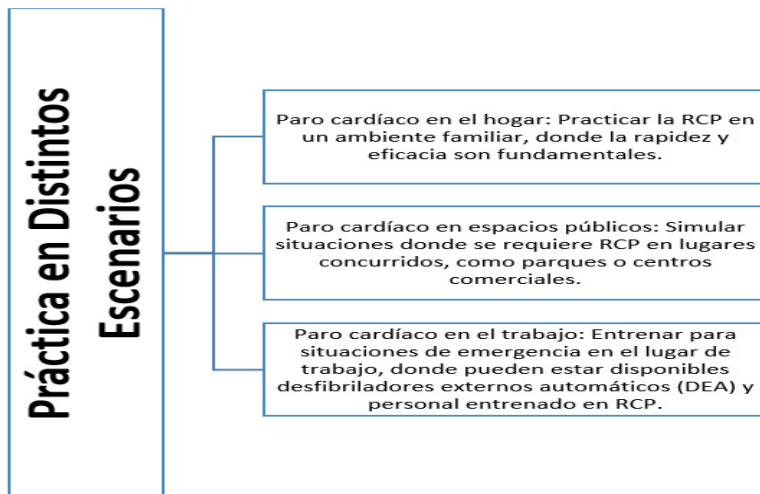 Práctica en Distintos
Escenarios
Paro cardíaco en el hogar: Practicar la RCP en
un ambiente familiar, donde la rapidez y
eficacia son fundamentales.
Paro cardíaco en espacios públicos: Simular
situaciones donde se requiere RCP en lugares
concurridos, como parques o centros
comerciales.
Paro cardíaco en el trabajo: Entrenar para
situaciones de emergencia en el lugar de
trabajo, donde pueden estar disponibles
desfibriladores externos automáticos (DEA) y
personal entrenado en RCP.